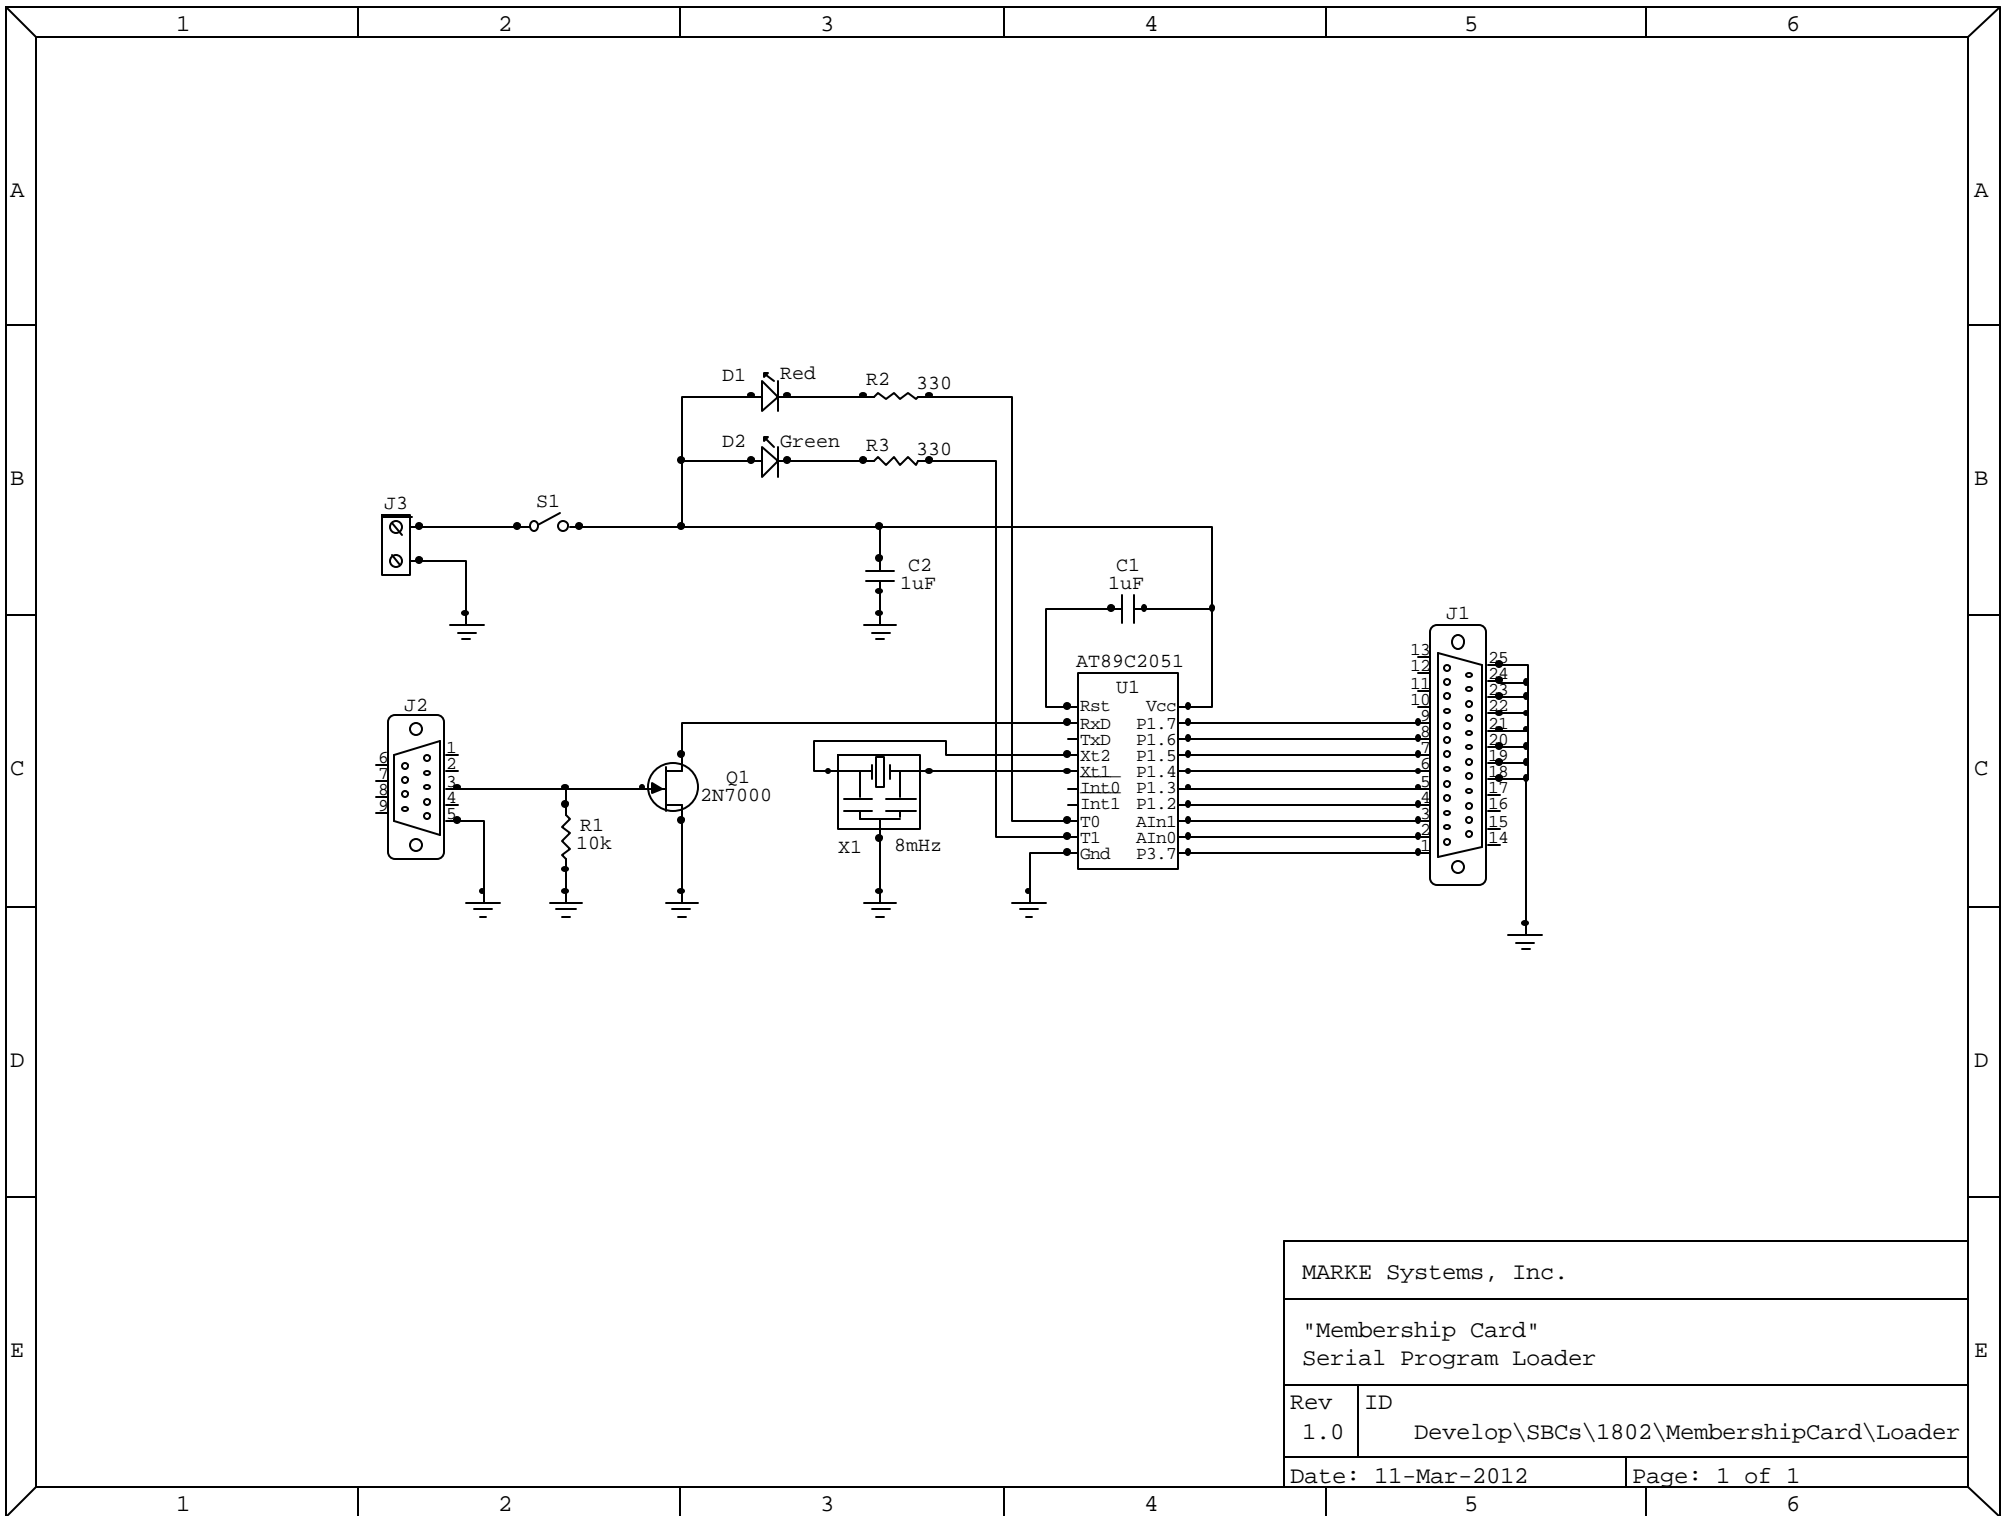 1 2 3 4 5 6
A A
B B
C C
D D
E E
D1 Red R2 330
D2 Green R3 330
J3 S1
C2
1uF
C1
1uF
J1
AT89C2051
U1
Rst Vcc
RxD P1.7
TxD P1.6
Xt2 P1.5
Xt1 P1.4
Int0 P1.3
Int1 P1.2
T0 AIn1
T1 AIn0
Gnd P3.7
13
12
11
10
9
8
7
6
5
4
3
2
1
25
24
23
22
21
20
19
18
17
16
15
14
J2
6
7
8
9
1
2
3
4
5
R1
10k
Q1
2N7000
X1 8mHz
MARKE Systems, Inc.
"Membership Card"
Serial Program Loader
Rev ID
1.0 Develop\SBCs\1802\MembershipCard\Loader
Date: 11-Mar-2012 Page: 1 of 1
1 2 3 4 5 6